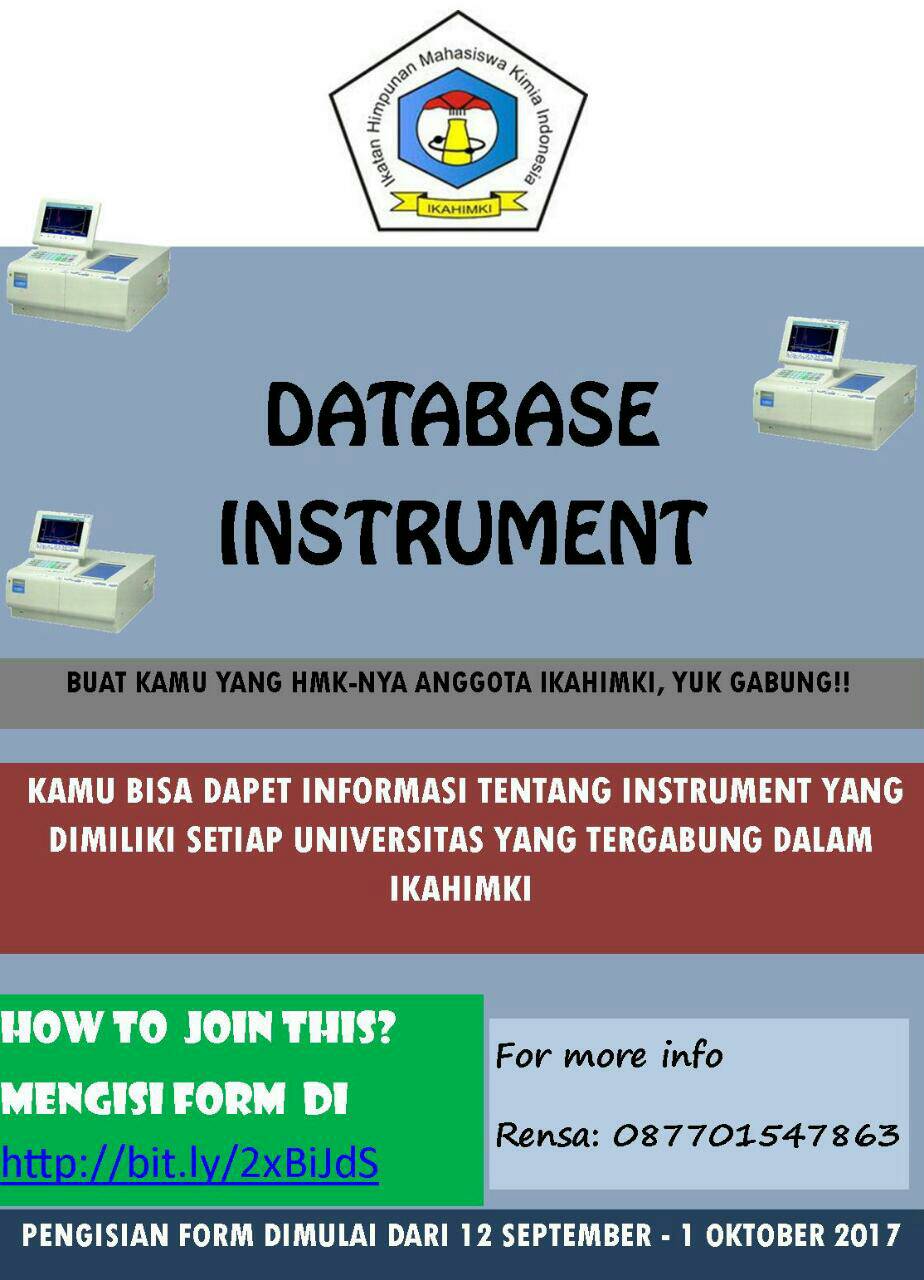 Ikatan Himpunan Mahasiswa Kimia Indonesia
IKAHIMKI
DATABASE
INSTRUMENT
BUAT KAMU YANG HMK-NYA ANGGOTA IKAHIMKI, YUK GABUNG!!
KAMU BISA DAPET INFORMASI TENTANG INSTRUMENT YANG
DIMILIKI SETIAP UNIVERSITAS YANG TERGABUNG DALAM
IKAHIMKI
HOW TO JOIN THIS?
MENGISI FORM DI
http://bit.ly/2xBiJdS
For more info
Rensa: 087701547863
PENGISIAN FORM DIMULAI DARI 12 SEPTEMBER - 1 OKTOBER 2017